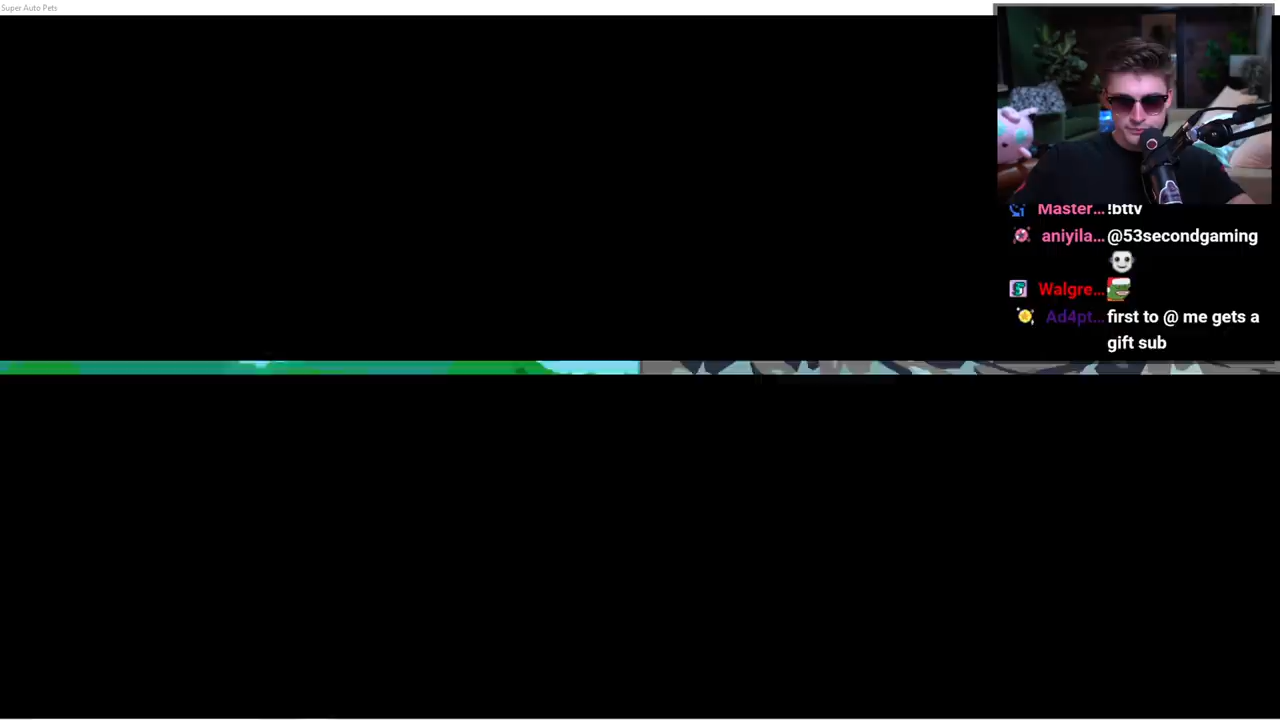 Super Auto Pets
Master... !bttv
aniyila... @53secondgaming
Walgre...
Ad4pt... first to @ me gets a
gift sub